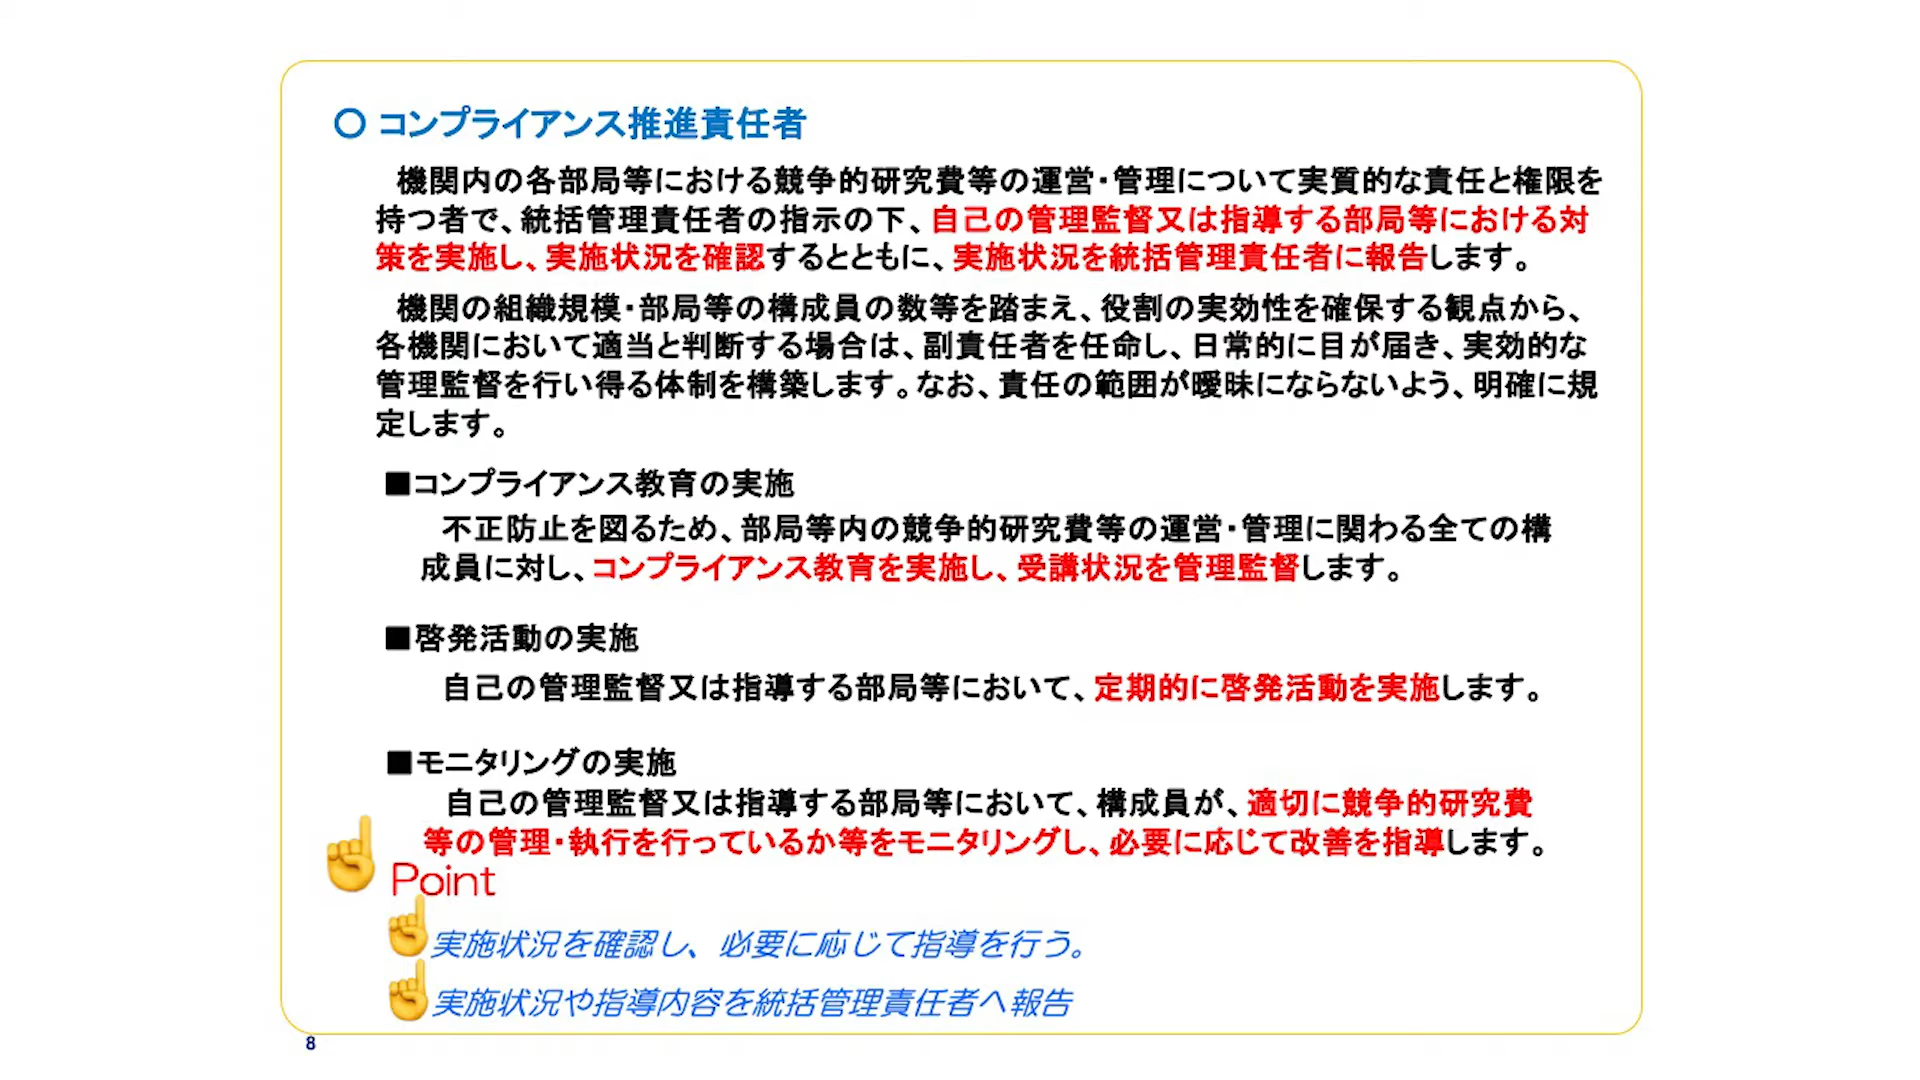 〇 コンプライアンス推進責任者
機関内の各部局等における競争的研究費等の運営・管理について実質的な責任と権限を
持つ者で、統括管理責任者の指示の下、自己の管理監督又は指導する部局等における対
策を実施し、実施状況を確認するとともに、実施状況を統括管理責任者に報告します。
機関の組織規模・部局等の構成員の数等を踏まえ、役割の実効性を確保する観点から、
各機関において適当と判断する場合は、副責任者を任命し、日常的に目が届き、実効的な
管理監督を行い得る体制を構築します。なお、責任の範囲が曖昧にならないよう、明確に規
定します。
■コンプライアンス教育の実施
不正防止を図るため、部局等内の競争的研究費等の運営・管理に関わる全ての構
成員に対し、コンプライアンス教育を実施し、受講状況を管理監督します。
■啓発活動の実施
自己の管理監督又は指導する部局等において、定期的に啓発活動を実施します。
■モニタリングの実施
自己の管理監督又は指導する部局等において、構成員が、適切に競争的研究費
等の管理・執行を行っているか等をモニタリングし、必要に応じて改善を指導します。
Point
実施状況を確認し、必要に応じて指導を行う。
実施状況や指導内容を統括管理責任者へ報告
8